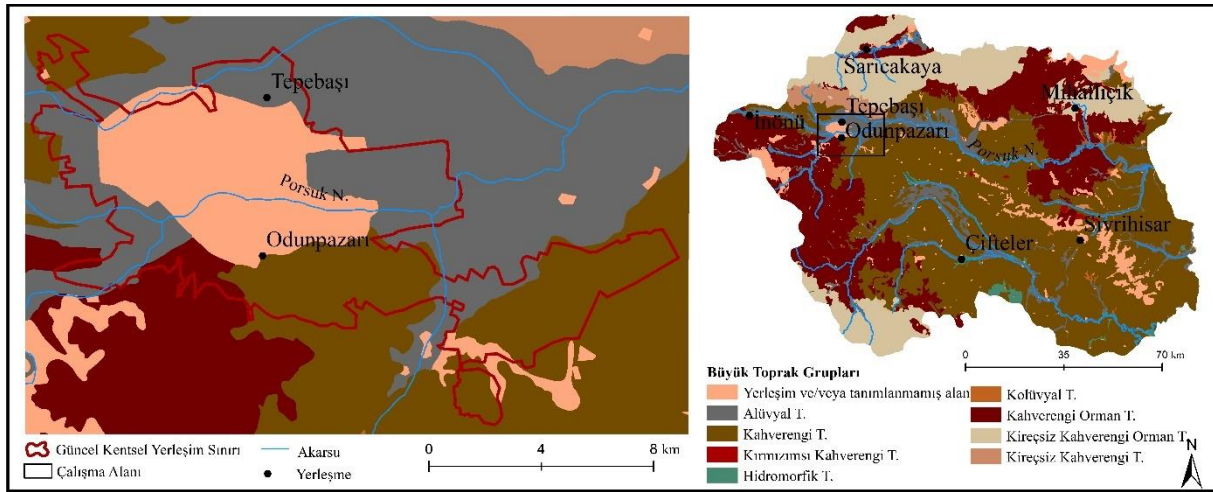 Tepebaşı
Porsuk N.
Odunpazarı
Güncel Kentsel Yerleşim Sınırı
Akarsu
Çalışma Alanı
Yerleşme
0 4 8 km
Sarıcakaya
Mihallıçık
İnönü
Tepebaşı
Odunpazarı
Porsuk N.
Sivrihisar
Çifteler
0 35 70 km
Büyük Toprak Grupları
Yerleşim ve/veya tanımlanmamış alan
Alüvyal T.
Kahverengi T.
Kırmızımsı Kahverengi T.
Hidromorfik T.
Kolüvyal T.
Kahverengi Orman T.
Kireçsiz Kahverengi Orman T
Kireçsiz Kahverengi T.
N